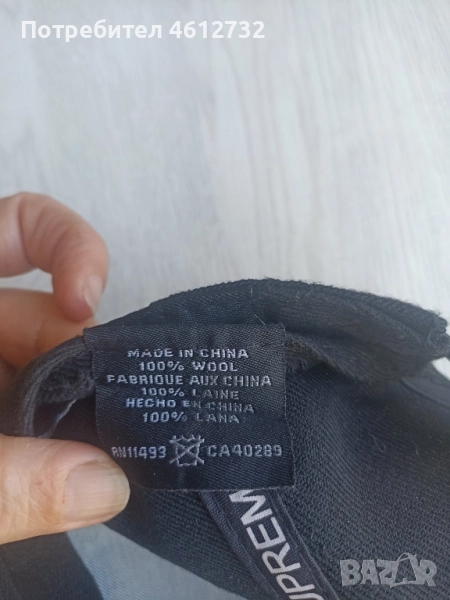 Потребител 4612732
MADE IN CHINA
100% WOOL
FABRIQUE AUX CHINA
100% LAINE
HECHO EN CHINA
100% LANA
RN11493 CA40289
UPREM
BAZAR